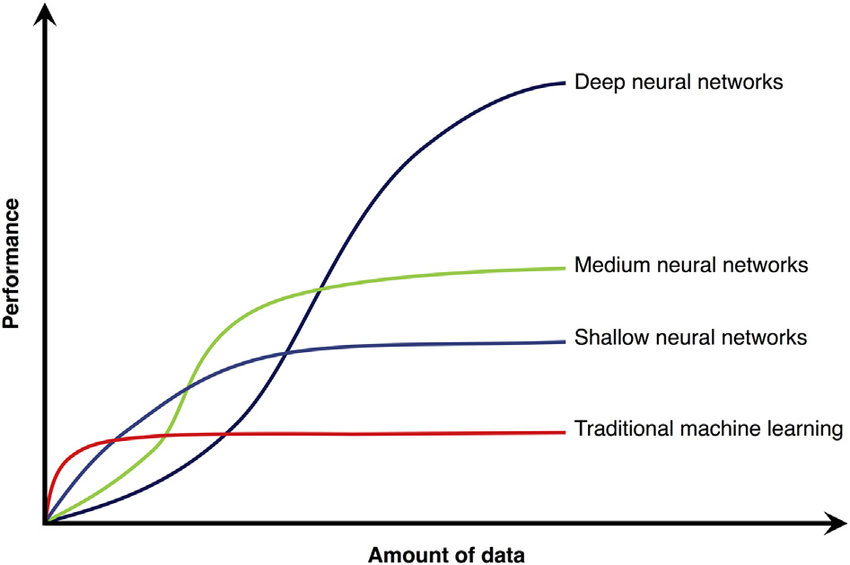 Deep neural networks
Medium neural networks
Shallow neural networks
Traditional machine learning
Performance
Amount of data